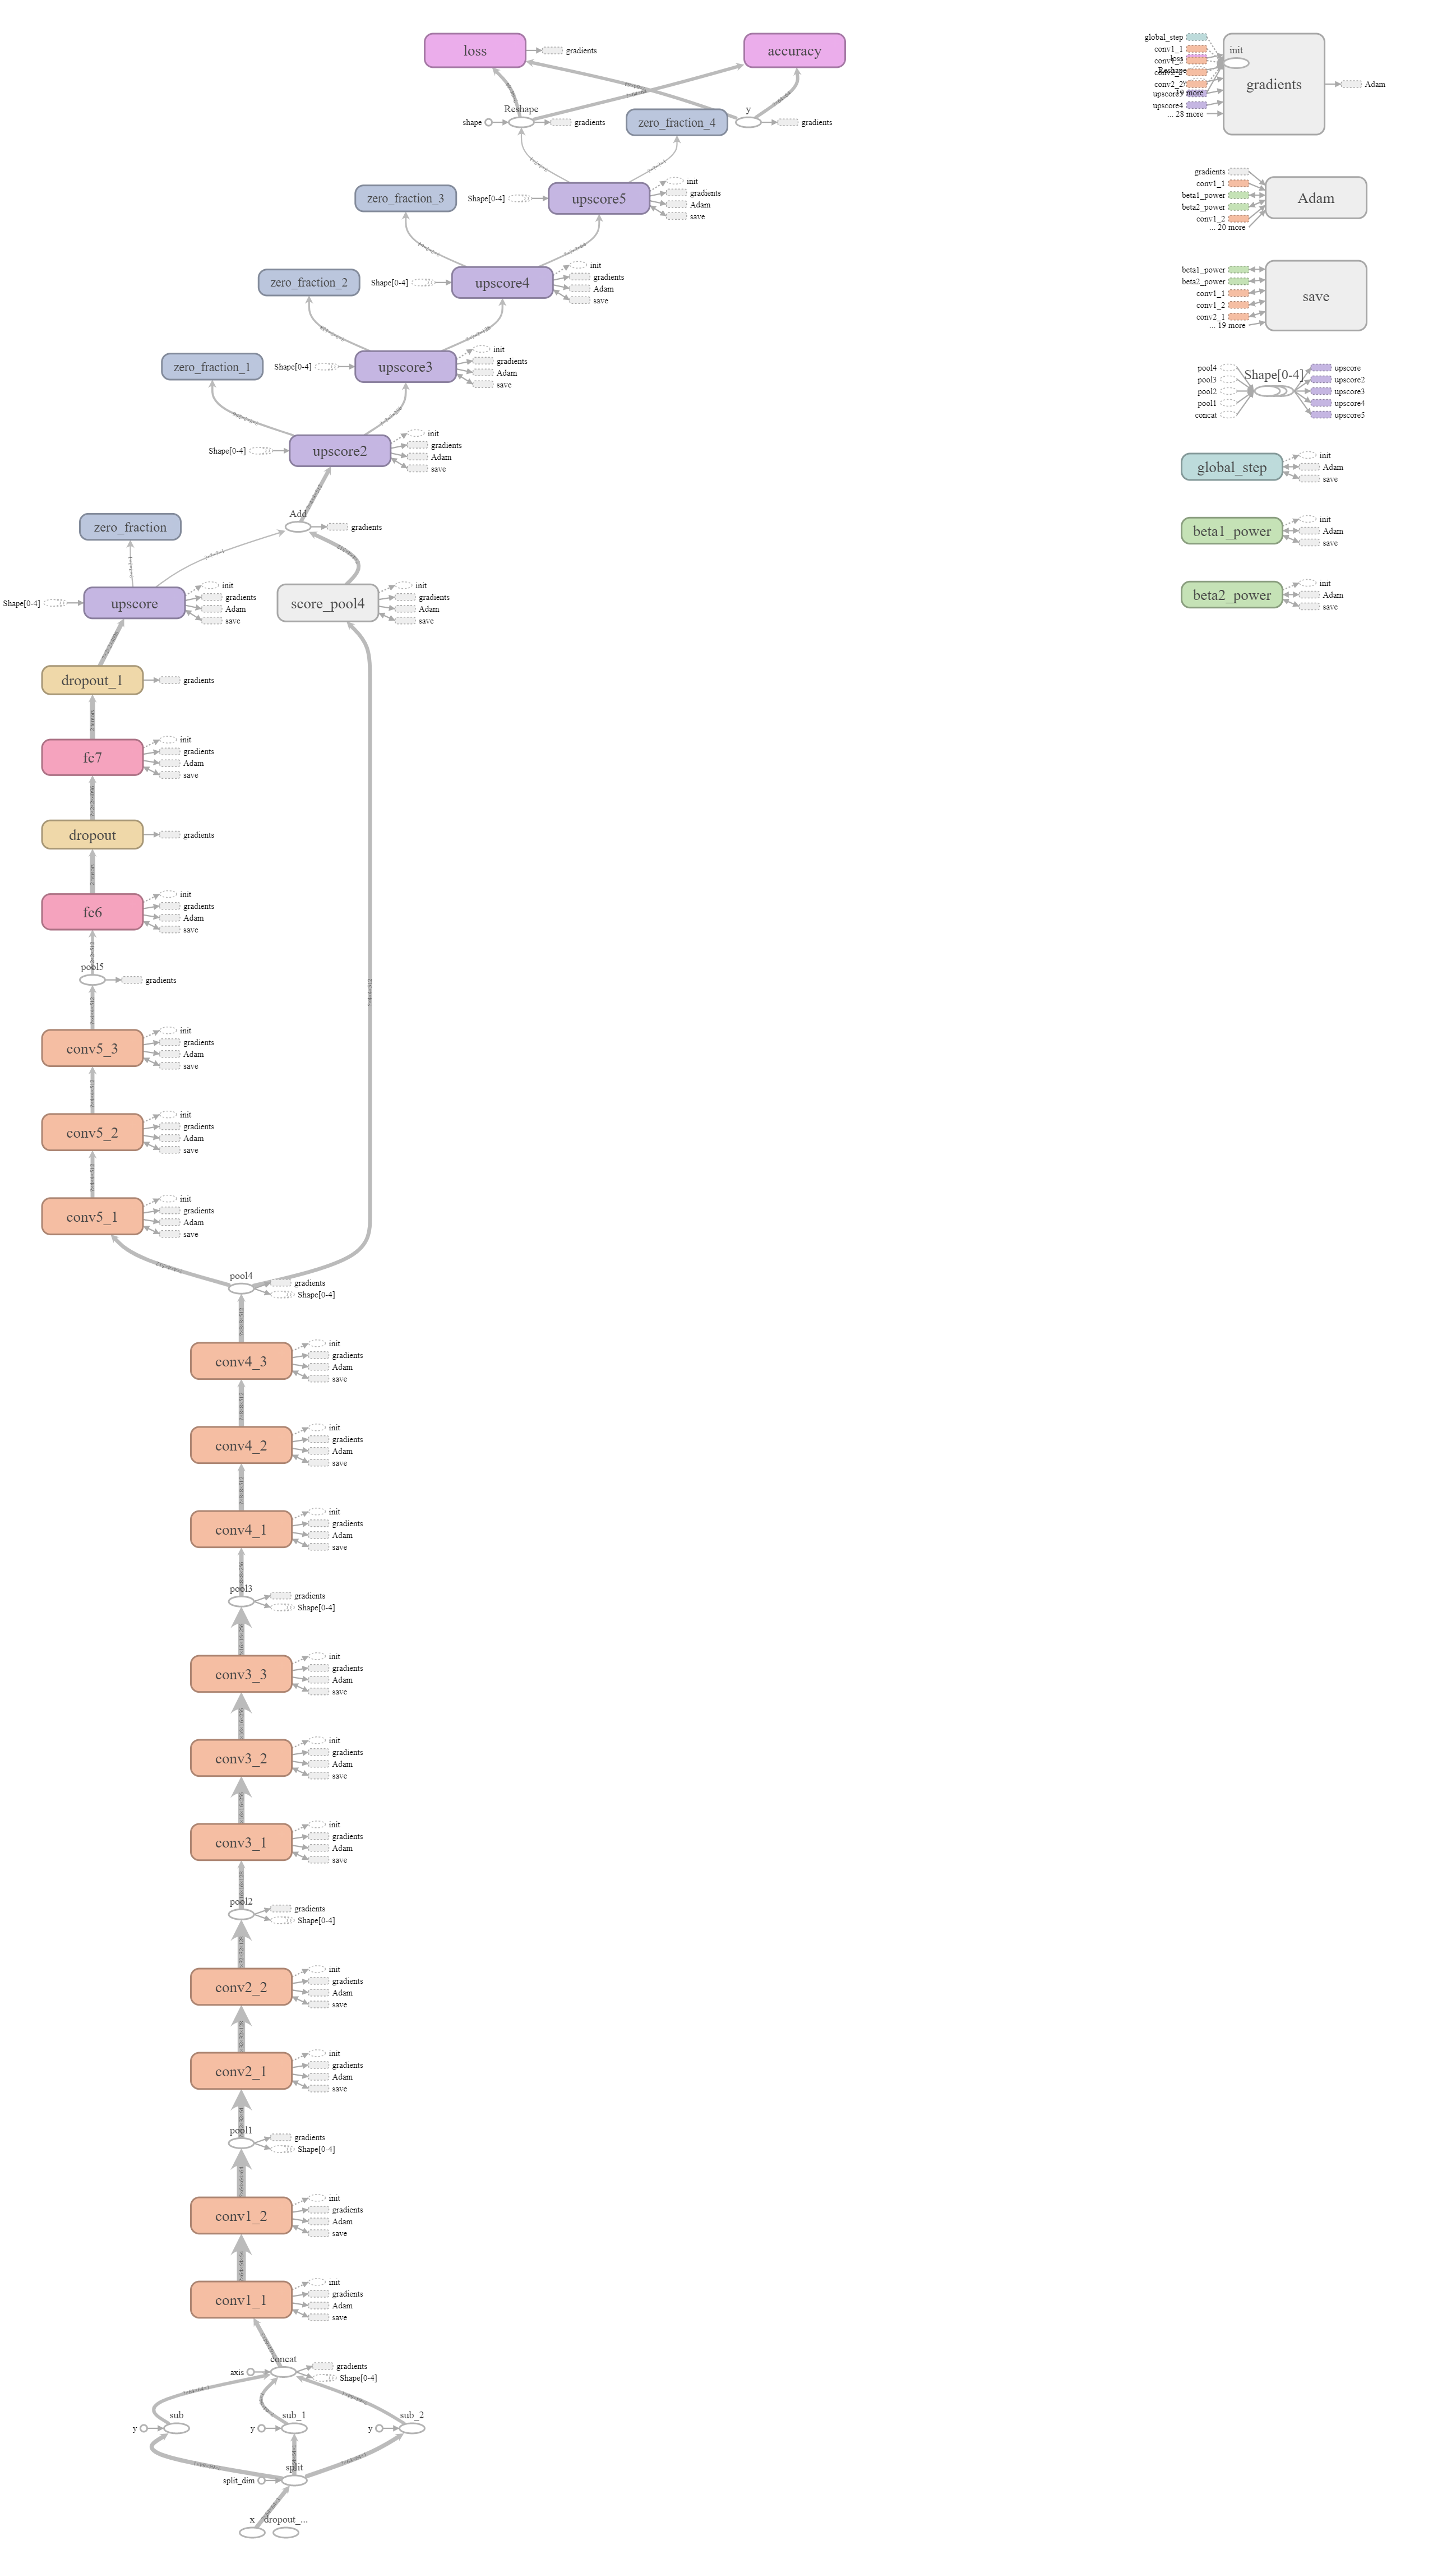 loss
gradients
accuracy
Reshape
shape
gradients
zero_fraction_4
y
gradients
zero_fraction_3
Shape[0-4]
upscore5
init
gradients
Adam
save
zero_fraction_2
Shape[0-4]
upscore4
init
gradients
Adam
save
zero_fraction_1
Shape[0-4]
upscore3
init
gradients
Adam
save
Shape[0-4]
upscore2
init
gradients
Adam
save
zero_fraction
Add
gradients
Shape[0-4]
upscore
init
gradients
Adam
save
score_pool4
init
gradients
Adam
save
dropout_1
gradients
fc7
init
gradients
Adam
save
dropout
gradients
fc6
init
gradients
Adam
save
pool5
gradients
conv5_3
init
gradients
Adam
save
conv5_2
init
gradients
Adam
save
conv5_1
init
gradients
Adam
save
pool4
gradients
Shape[0-4]
conv4_3
init
gradients
Adam
save
conv4_2
init
gradients
Adam
save
conv4_1
init
gradients
Adam
save
pool3
gradients
Shape[0-4]
conv3_3
init
gradients
Adam
save
conv3_2
init
gradients
Adam
save
conv3_1
init
gradients
Adam
save
pool2
gradients
Shape[0-4]
conv2_2
init
gradients
Adam
save
conv2_1
init
gradients
Adam
save
pool1
gradients
Shape[0-4]
conv1_2
init
gradients
Adam
save
conv1_1
init
gradients
Adam
save
concat
axis
gradients
Shape[0-4]
sub
y
sub_1
y
sub_2
y
split
split_dim
x
dropout_...
global_step
conv1_1
conv2_2
upscore4
... 28 more
init
gradients
Adam
gradients
conv1_1
beta1_power
beta2_power
conv1_2
... 20 more
Adam
beta1_power
beta2_power
conv1_1
conv1_2
conv2_1
... 19 more
save
pool4
pool3
pool2
pool1
concat
Shape[0-4]
upscore
upscore2
upscore3
upscore4
upscore5
global_step
init
Adam
save
beta1_power
init
Adam
save
beta2_power
init
Adam
save